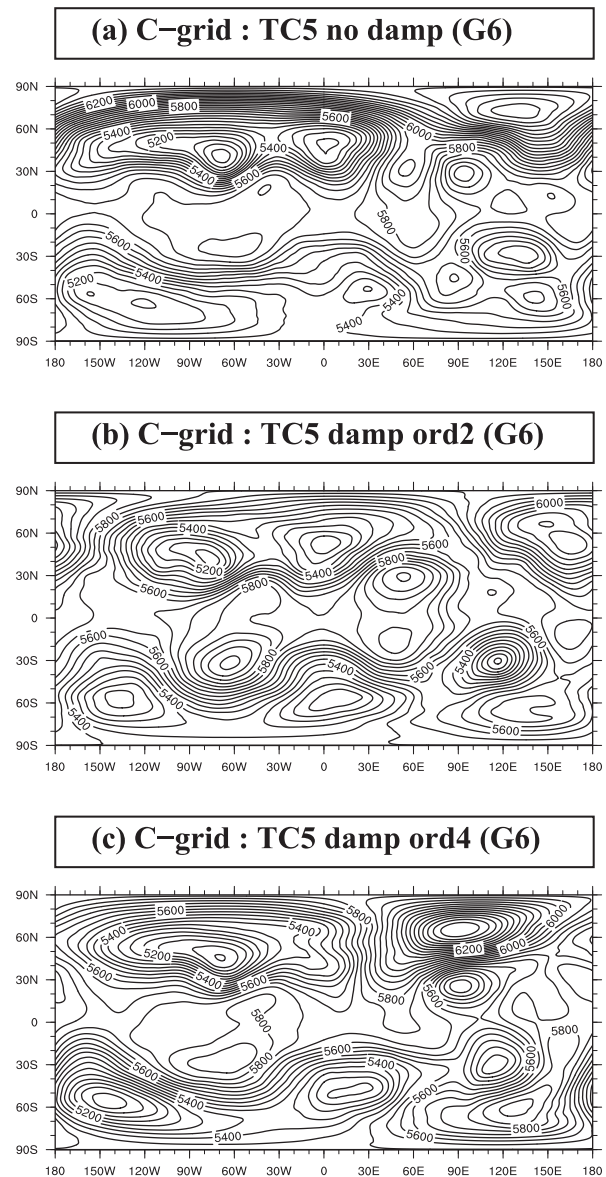 (a) C−grid : TC5 no damp (G6)
90N
60N
30N
0
30S
60S
90S
6200 6000 5800 5600 6000
5400 5200 5400 5800
5400 5600
5800
5600 5600
5200 5400 5600
5400 5400
180 150W 120W 90W 60W 30W 0 30E 60E 90E 120E 150E 180
(b) C−grid : TC5 damp ord2 (G6)
90N
60N
30N
0
30S
60S
90S
5800 5600 5400 6000
5200 5400 5800 5600
5600 5800
5600 5600 5800 5400 5600 5400 5600
5400 5400 5600
180 150W 120W 90W 60W 30W 0 30E 60E 90E 120E 150E 180
(c) C−grid : TC5 damp ord4 (G6)
90N
60N
30N
0
30S
60S
90S
5600 5800 6000
5400 5400
5200 6200 6000
5600 5400 5600 5600
5800 5800 5800
5600 5800 5600 5400 5600
5200 5400 5600 5800
5400 5600
180 150W 120W 90W 60W 30W 0 30E 60E 90E 120E 150E 180